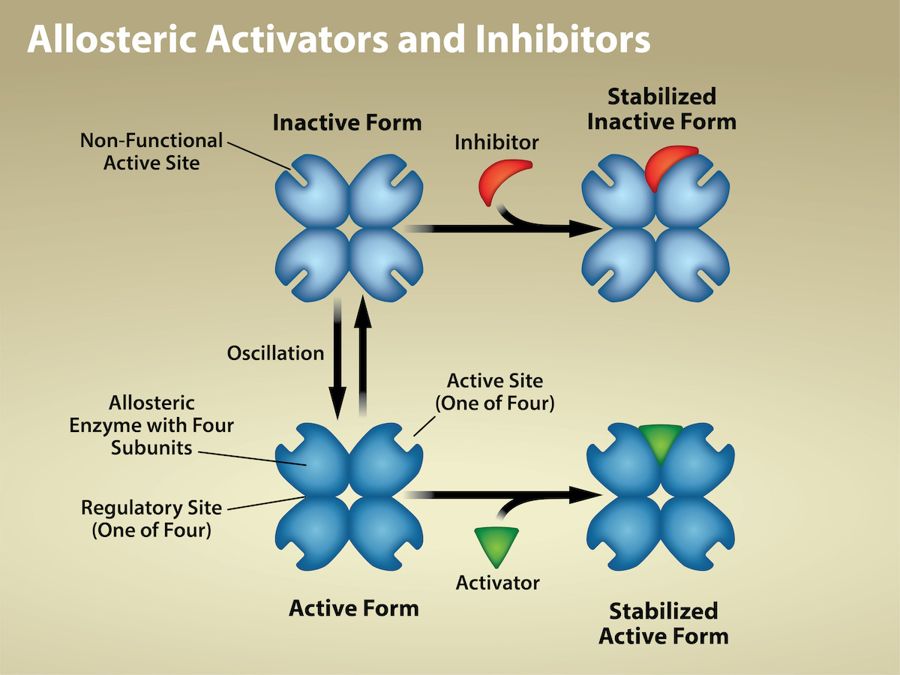 Allosteric Activators and Inhibitors
Inactive Form
Stabilized
Inactive Form
Non-Functional
Active Site
Inhibitor
Oscillation
Active Site
(One of Four)
Allosteric
Enzyme with Four
Subunits
Regulatory Site
(One of Four)
Activator
Active Form
Stabilized
Active Form